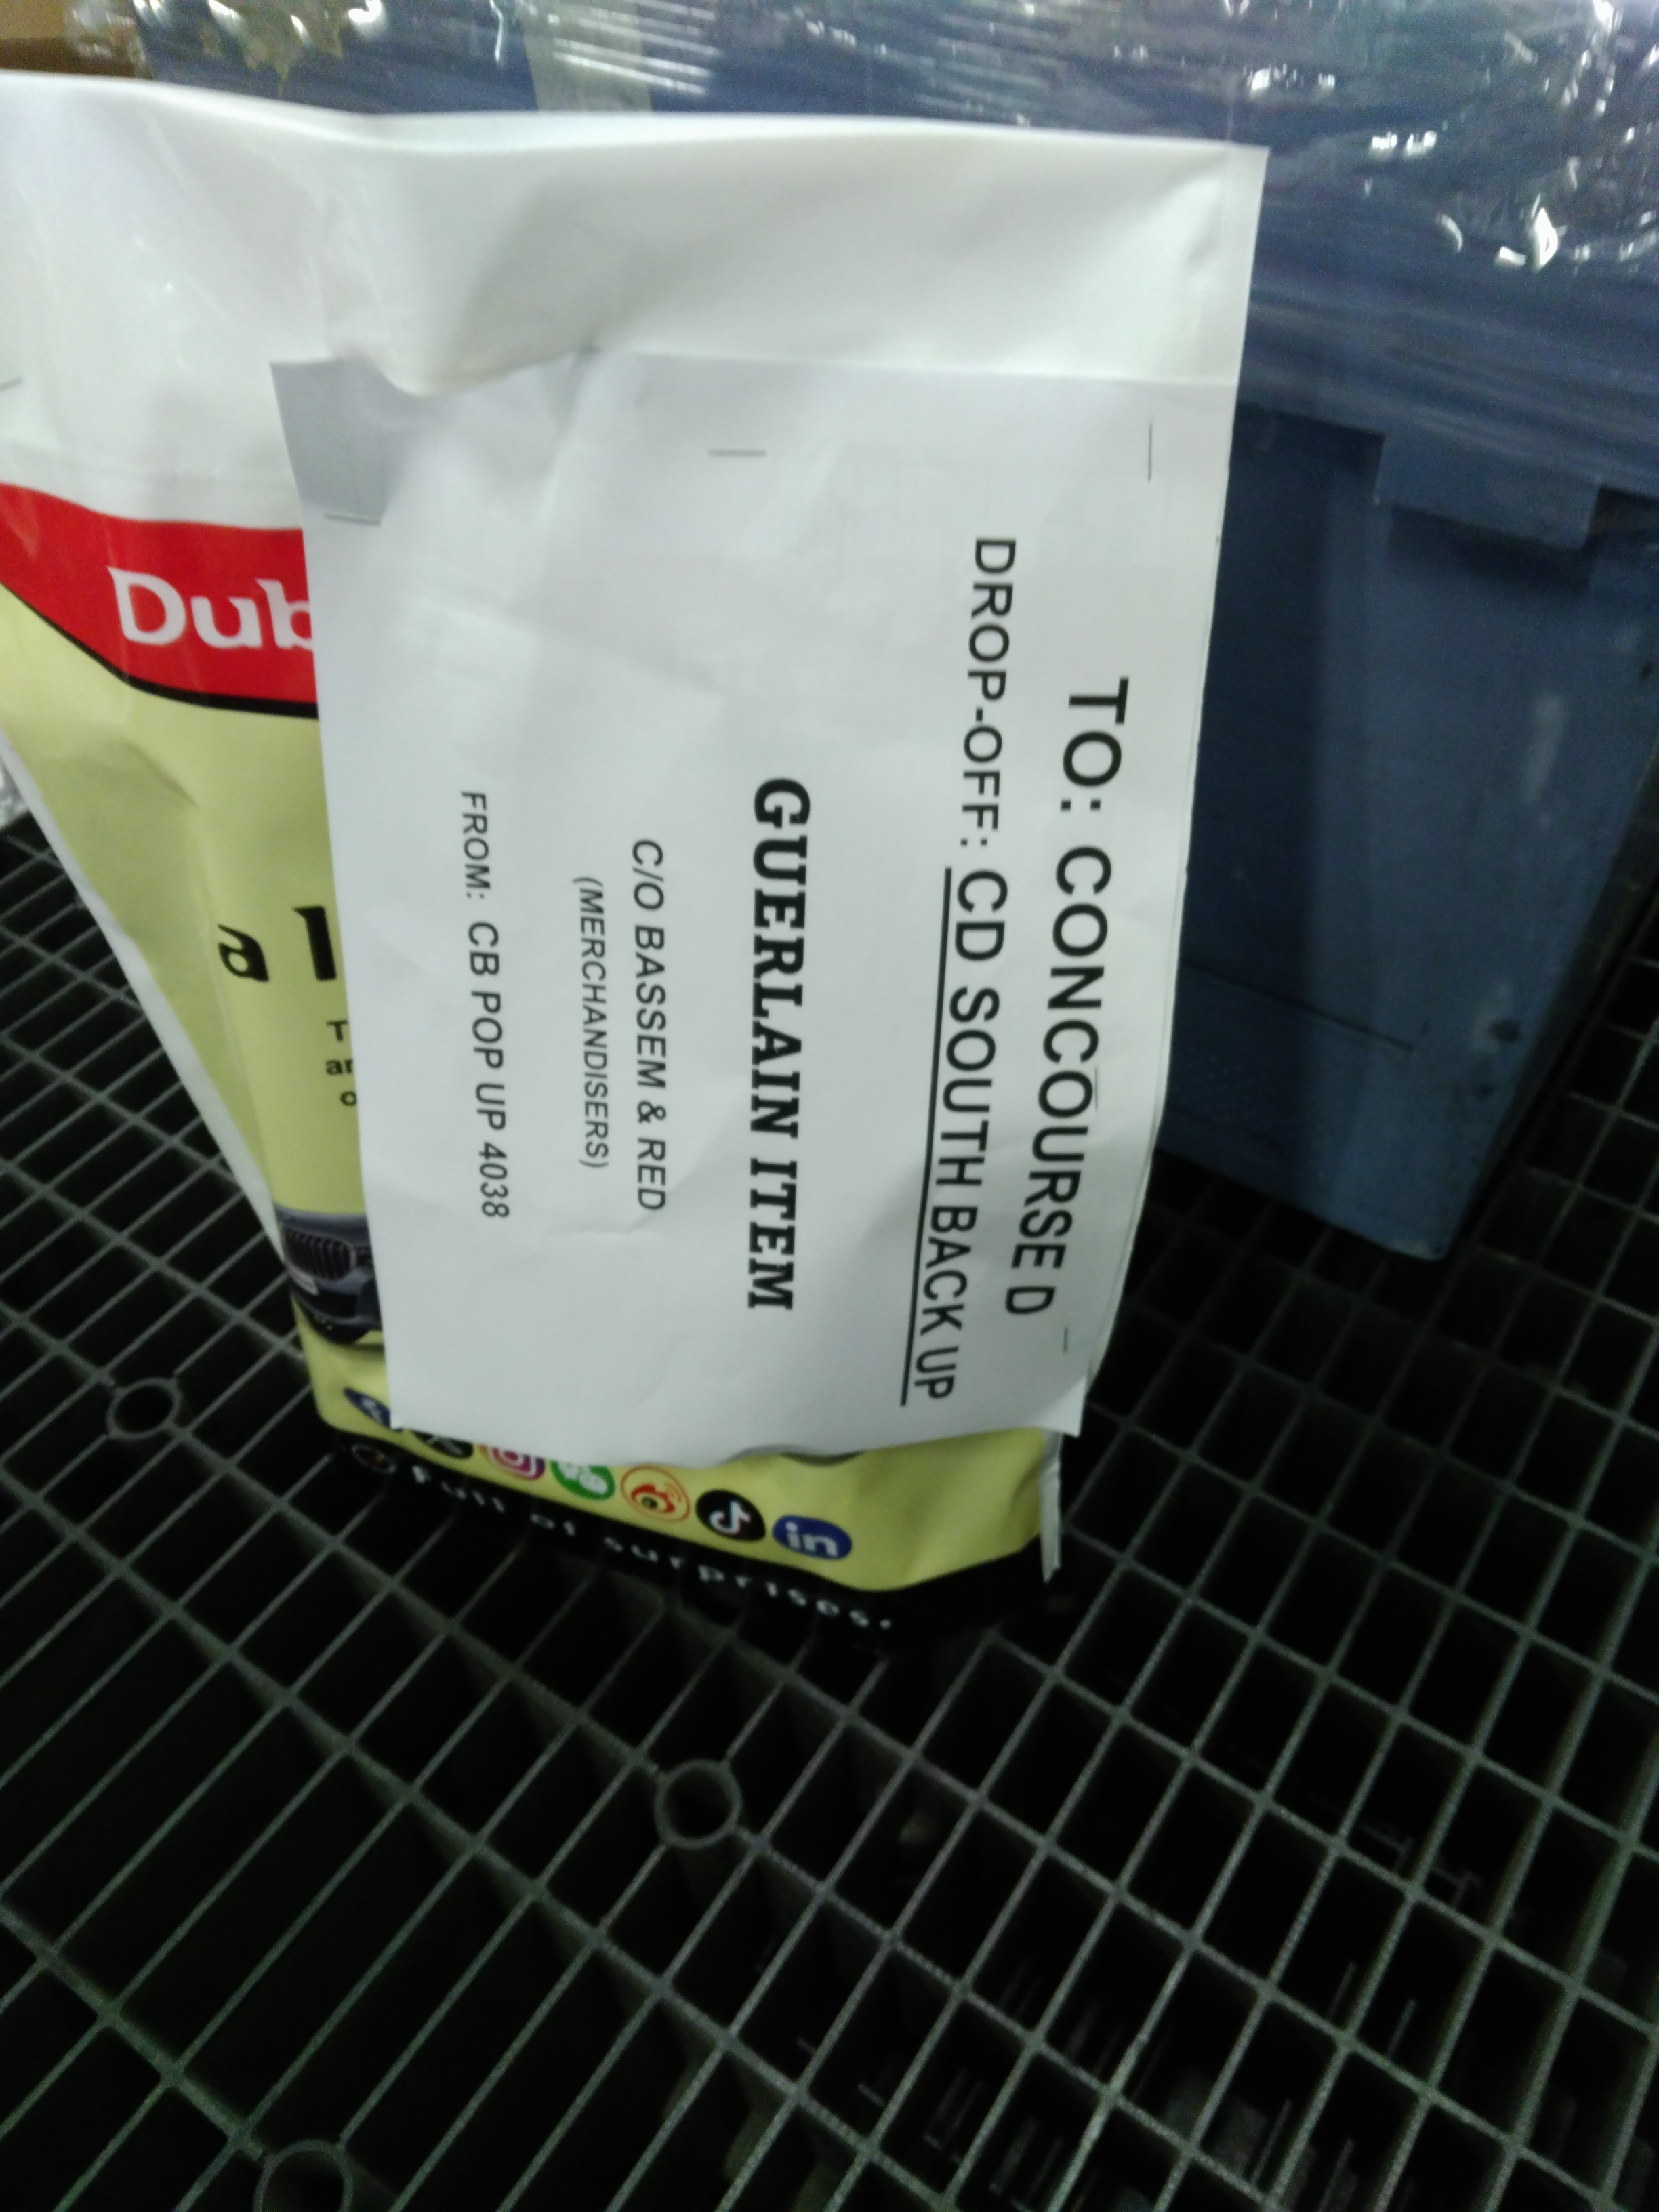 TO: CONCOURSE D
DROP-OFF: CD SOUTH BACK UP
GUERLAIN ITEM
C/O BASSEM & RED
(MERCHANDISERS)
FROM: CB POP UP 4038
Dub
Full of surprises.
in